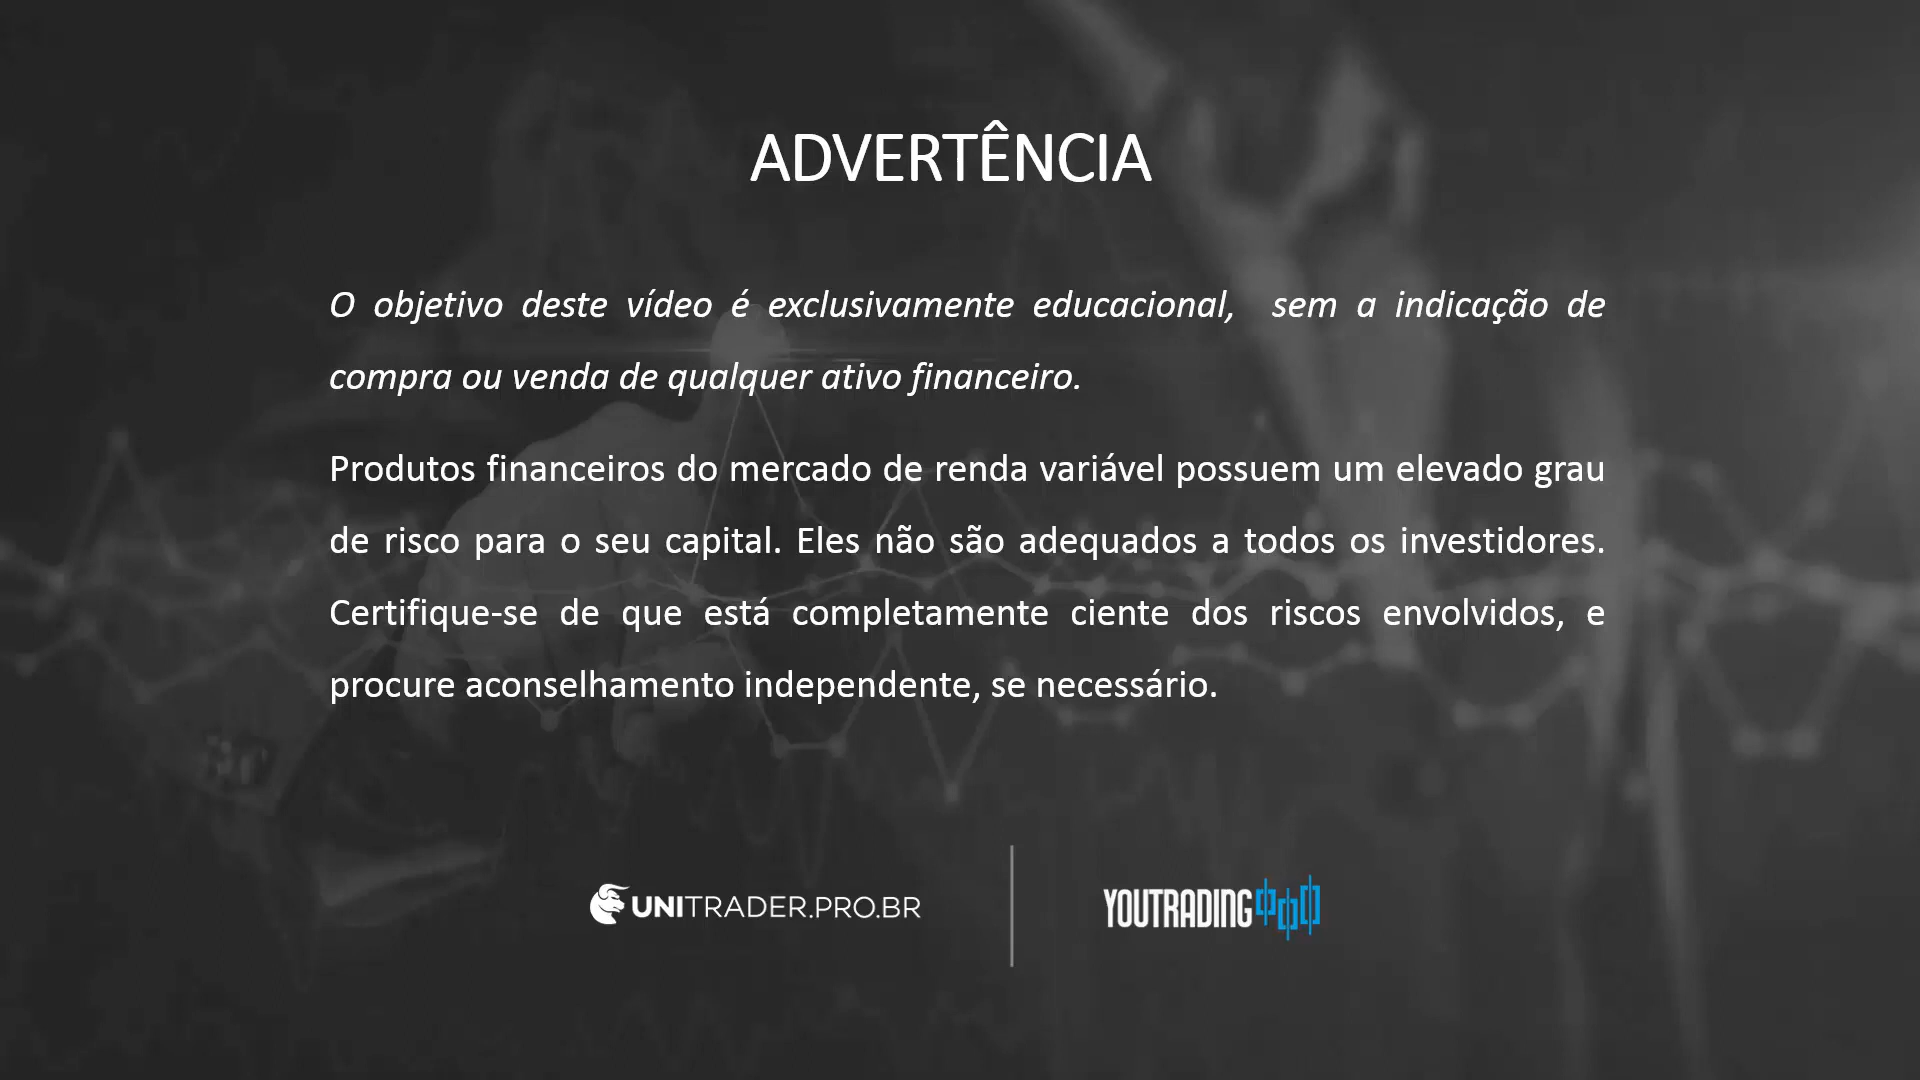 ADVERTÊNCIA
O objetivo deste vídeo é exclusivamente educacional, sem a indicação de
compra ou venda de qualquer ativo financeiro.
Produtos financeiros do mercado de renda variável possuem um elevado grau
de risco para o seu capital. Eles não são adequados a todos os investidores.
Certifique-se de que está completamente ciente dos riscos envolvidos, e
procure aconselhamento independente, se necessário.
UNITRADER.PRO.BR
YOUTRADING